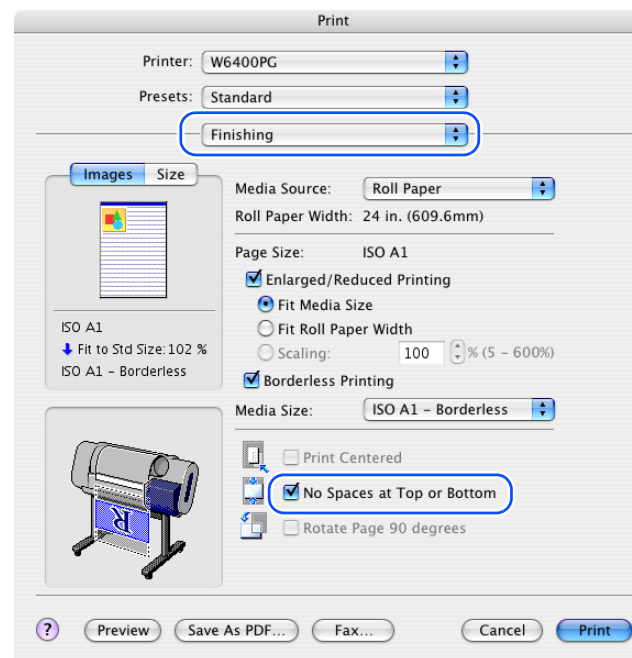 Print
Printer: W6400PG
Presets: Standard
Finishing
Images Size
ISO A1
Fit to Std Size: 102 %
ISO A1 – Borderless
Media Source: Roll Paper
Roll Paper Width: 24 in. (609.6mm)
Page Size: ISO A1
Enlarged/Reduced Printing
Fit Media Size
Fit Roll Paper Width
Scaling: 100 % (5 – 600%)
Borderless Printing
Media Size: ISO A1 – Borderless
Print Centered
No Spaces at Top or Bottom
Rotate Page 90 degrees
R
? Preview Save As PDF... Fax... Cancel Print